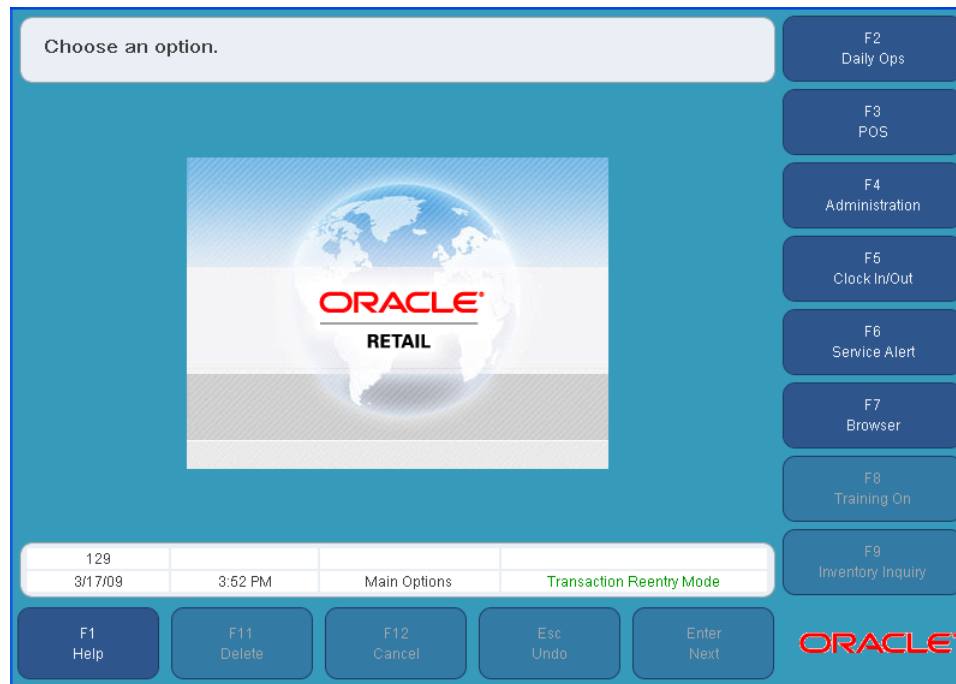 Choose an option.
F2
Daily Ops
F3
POS
F4
Administration
F5
Clock In/Out
F6
Service Alert
F7
Browser
F8
Training On
F9
Inventory Inquiry
ORACLE
RETAIL
129
3/17/09 3:52 PM Main Options Transaction Reentry Mode
F1
Help
F11
Delete
F12
Cancel
Esc
Undo
Enter
Next
ORACLE